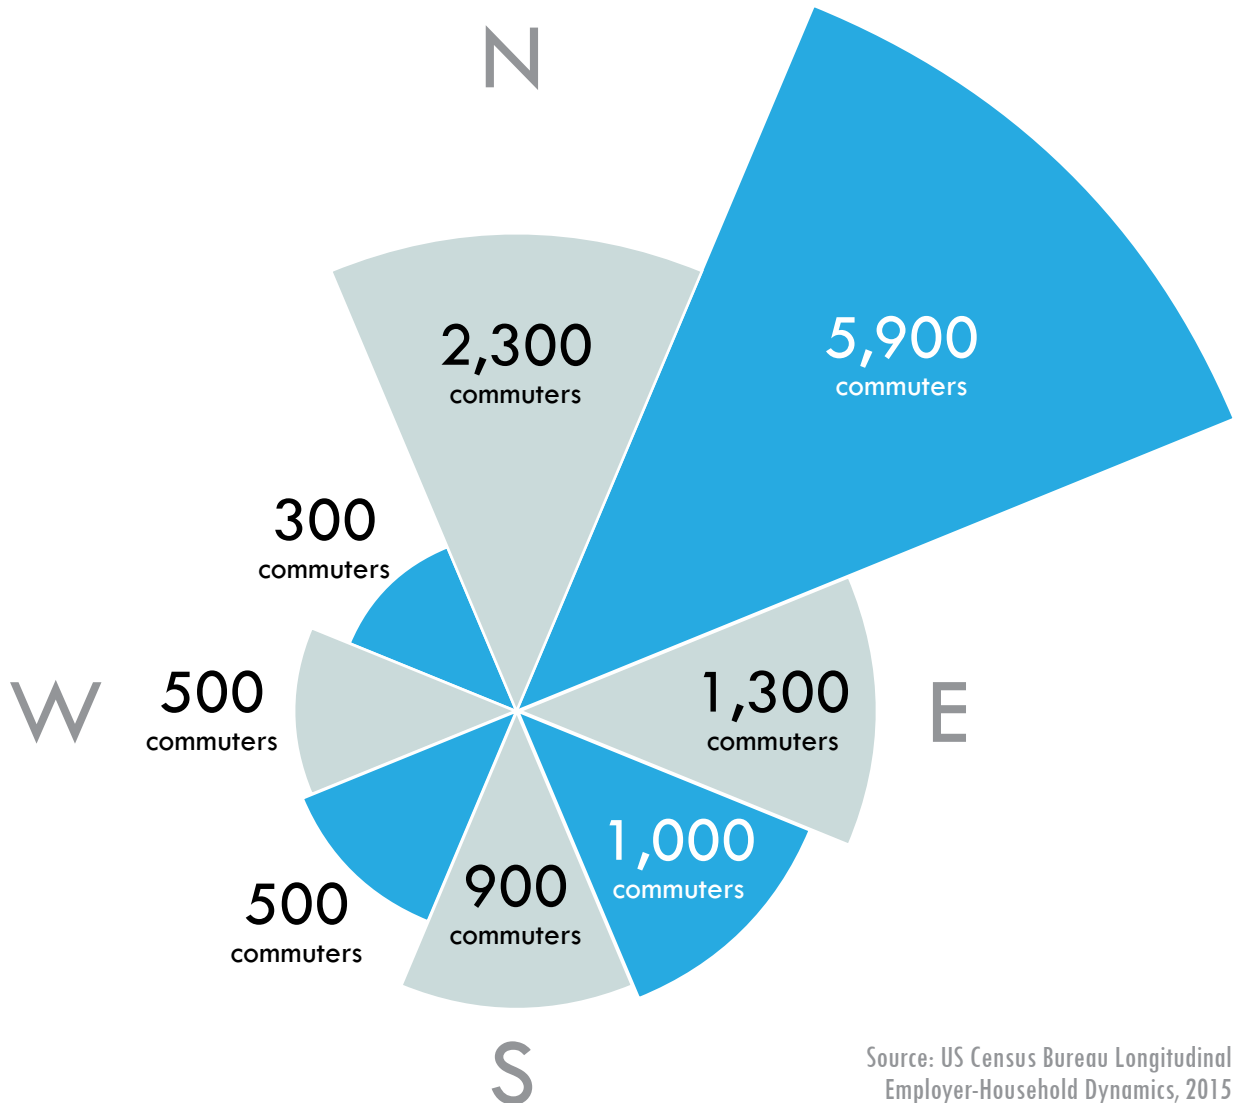 N
2,300
commuters
5,900
commuters
300
commuters
W
500
commuters
1,300
commuters
E
1,000
commuters
900
commuters
500
commuters
S
Source: US Census Bureau Longitudinal
Employer-Household Dynamics, 2015